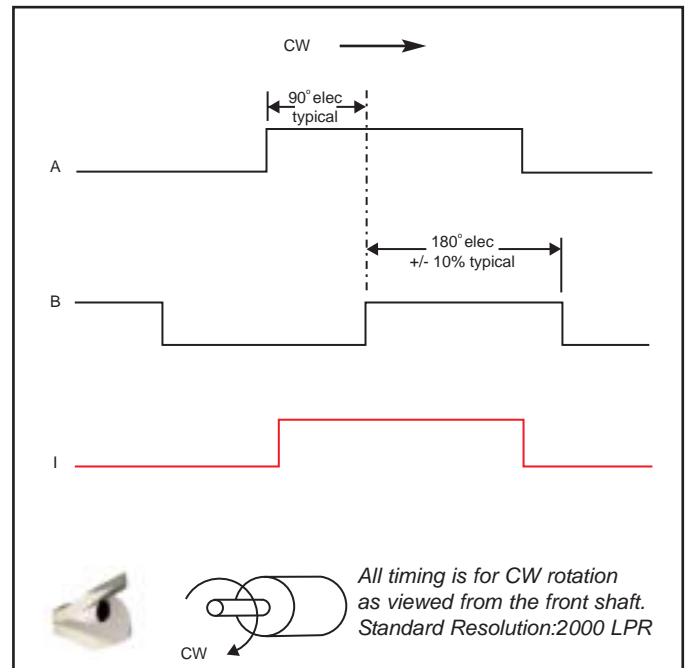 CW
90° elec
typical
A
180° elec
+/- 10% typical
B
I
All timing is for CW rotation
as viewed from the front shaft.
Standard Resolution:2000 LPR
CW